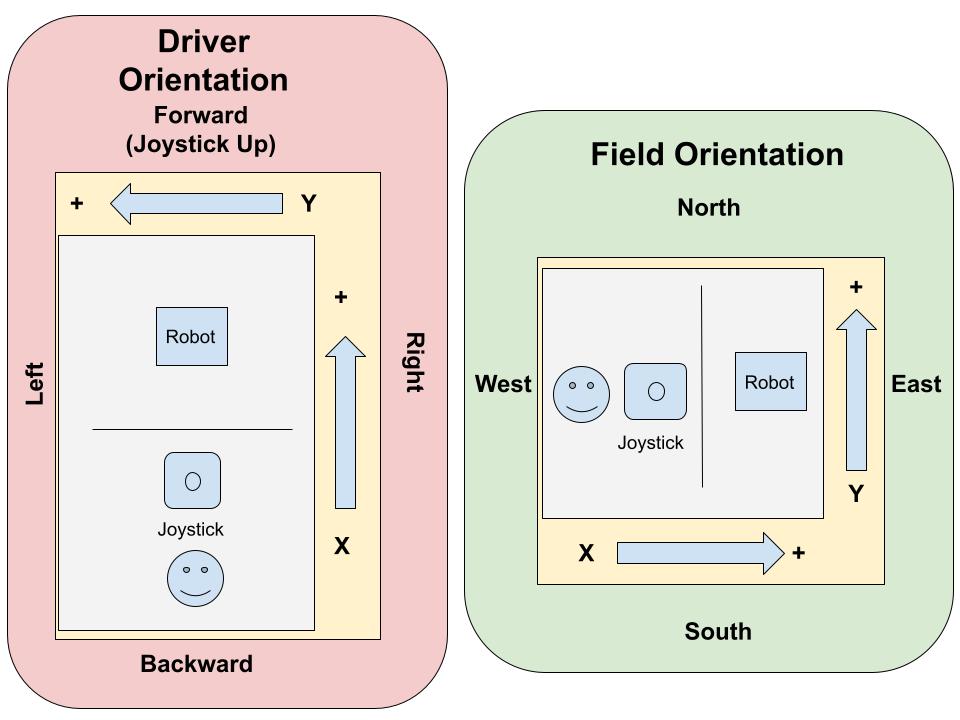 Driver
Orientation
Forward
(Joystick Up)
+ Y
+
Robot
Left
Right
Joystick
X
Backward
Field Orientation
North
+
West
Robot
East
Joystick
Y
X +
South